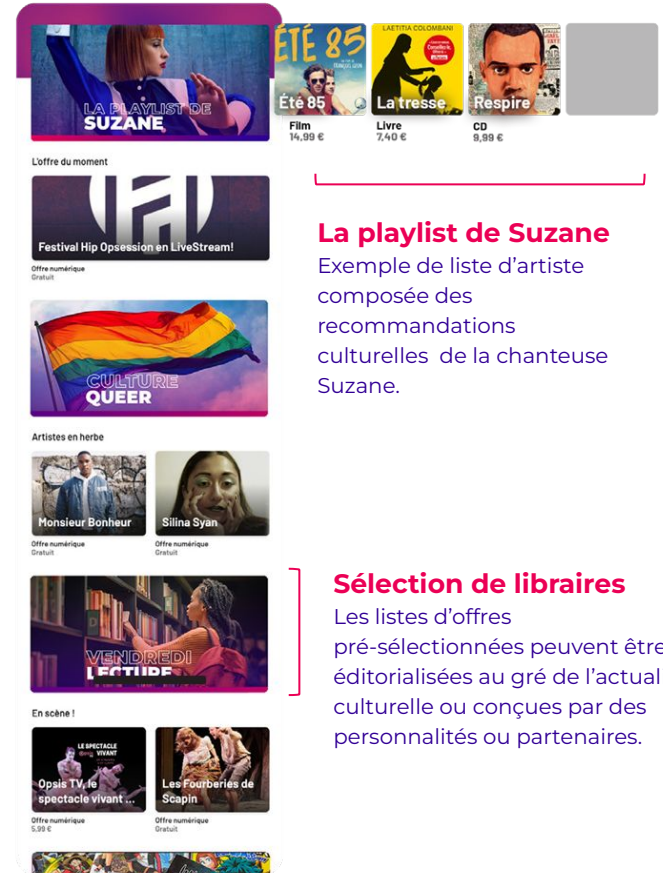 LA PLAYLIST DE
SUZANE
ÉTÉ 85
Été 85
Film
14,99 €
LAETITIA COLOMBANI
La tresse
Livre
7,40 €
Respire
CD
9,99 €
L'offre du moment
Festival Hip Opsession en LiveStream!
Offre numérique
Gratuit
La playlist de Suzane
Exemple de liste d'artiste
composée des
recommandations
culturelles de la chanteuse
Suzane.
CULTURE
QUEER
Artistes en herbe
Monsieur Bonheur
Offre numérique
Gratuit
Silina Syan
Offre numérique
Gratuit
VENDREDI
LECTURE
Sélection de libraires
Les listes d'offres
pré-sélectionnées peuvent être
éditorialisées au gré de l'actual
culturelle ou conçues par des
personnalités ou partenaires.
En scène !
LE SPECTACLE
VIVANT
Opsis TV, le
spectacle vivant ...
Offre numérique
5,99 €
Les Fourberies de
Scapin
Offre numérique
Gratuit